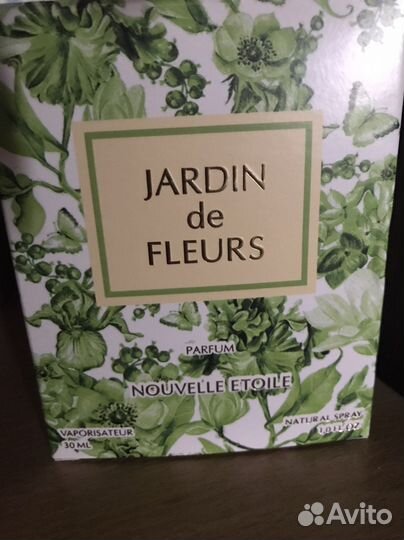 JARDIN
de
FLEURS
PARFUM
NOUVELLE ETOILE
VAPORISATEUR
30 ML
NATURAL SPRAY
1.0 FL OZ
Avito